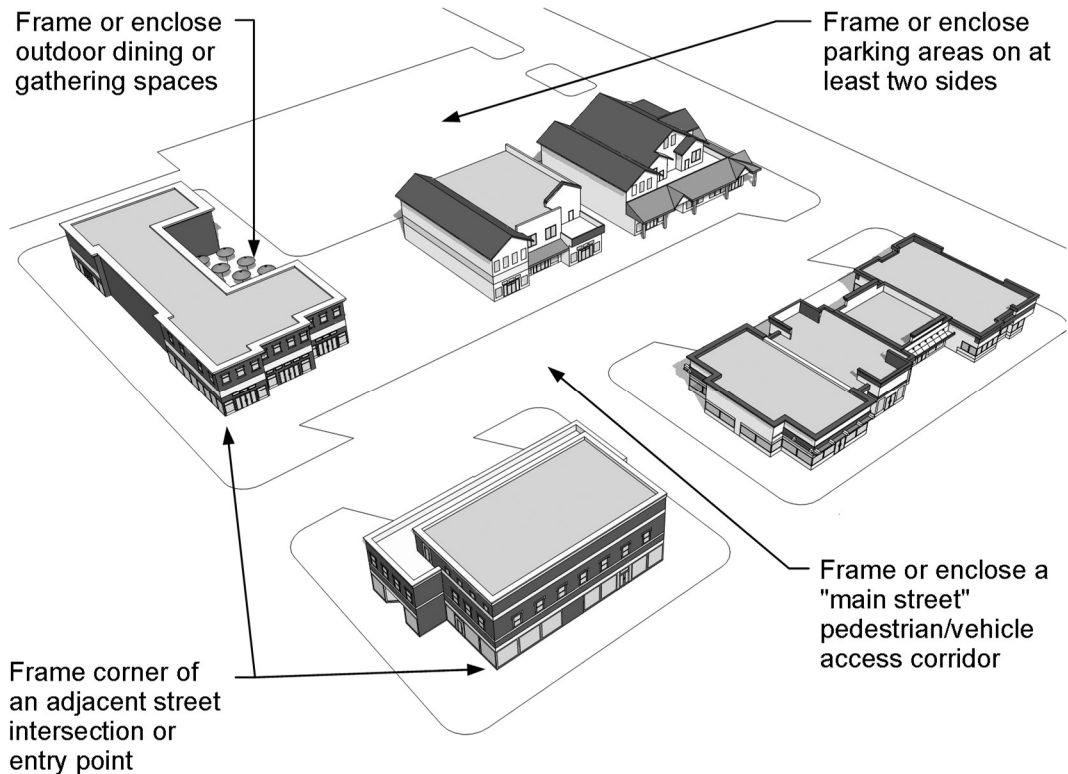 Frame or enclose
outdoor dining or
gathering spaces
Frame or enclose
parking areas on at
least two sides
Frame or enclose a
"main street"
pedestrian/vehicle
access corridor
Frame corner of
an adjacent street
intersection or
entry point